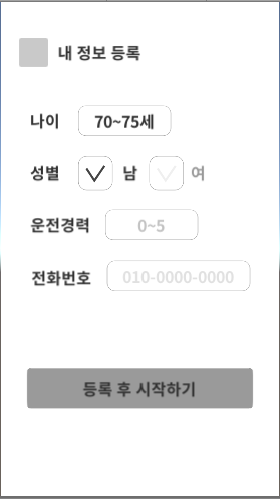 내 정보 등록
나이 70~75세
성별 남 여
운전경력 0~5
전화번호 010-0000-0000
등록 후 시작하기